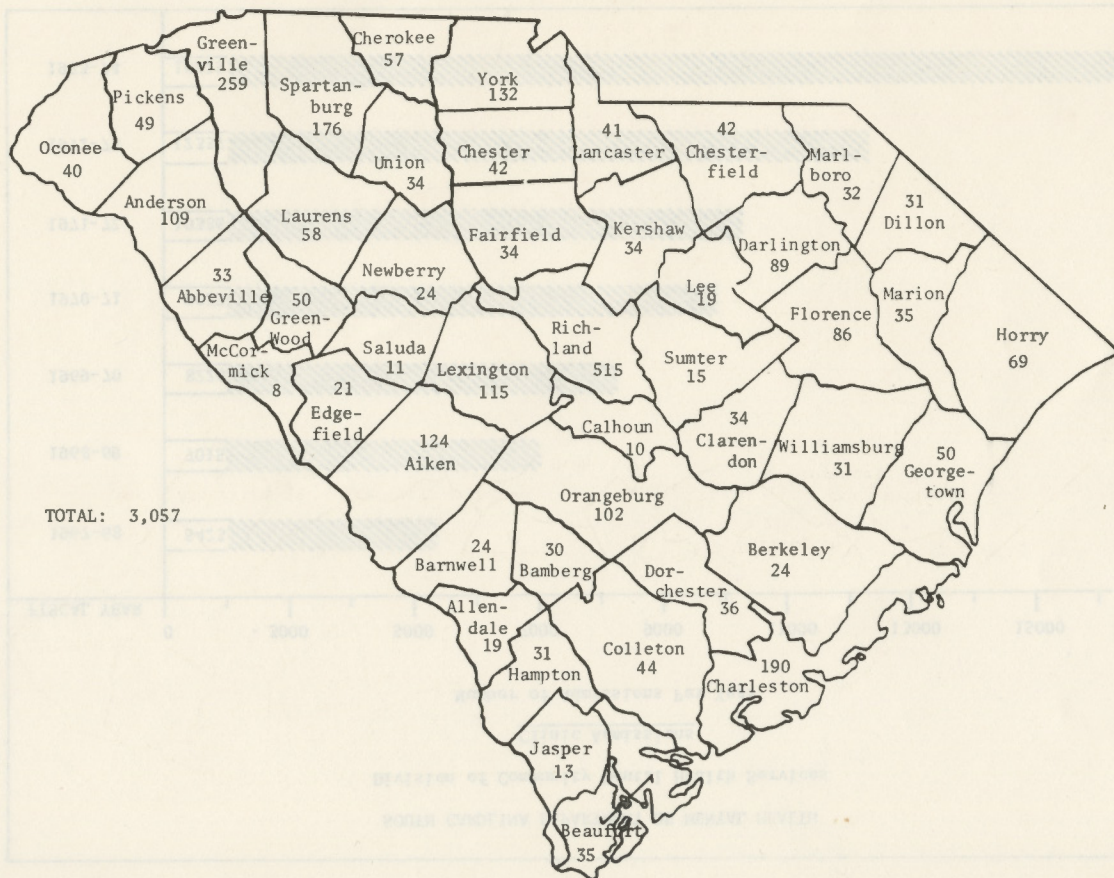 Green-
ville
259
Cherokee
57
Pickens
49
Spartan-
burg
176
York
132
Oconee
40
Union
34
Chester
42
41
Lancaster
42
Chester-
field
Marl-
boro
32
31
Dillon
Anderson
109
Laurens
58
Fairfield
34
Kershaw
34
Darlington
89
33
Abbeville
50
Green-
Wood
Newberry
24
Lee
19
Florence
86
Marion
35
Horry
69
McCor-
mick
8
Saluda
11
Lexington
115
Rich-
land
515
Sumter
15
21
Edge-
field
124
Aiken
Calhoun
10
34
Claren-
don
Williamsburg
31
50
George-
town
Orangeburg
102
TOTAL: 3,057
24
Barnwell
30
Bamberg
Dor-
chester
36
Berkeley
24
Allen-
dale
19
31
Hampton
Colleton
44
190
Charleston
Jasper
13
Beaufort
35